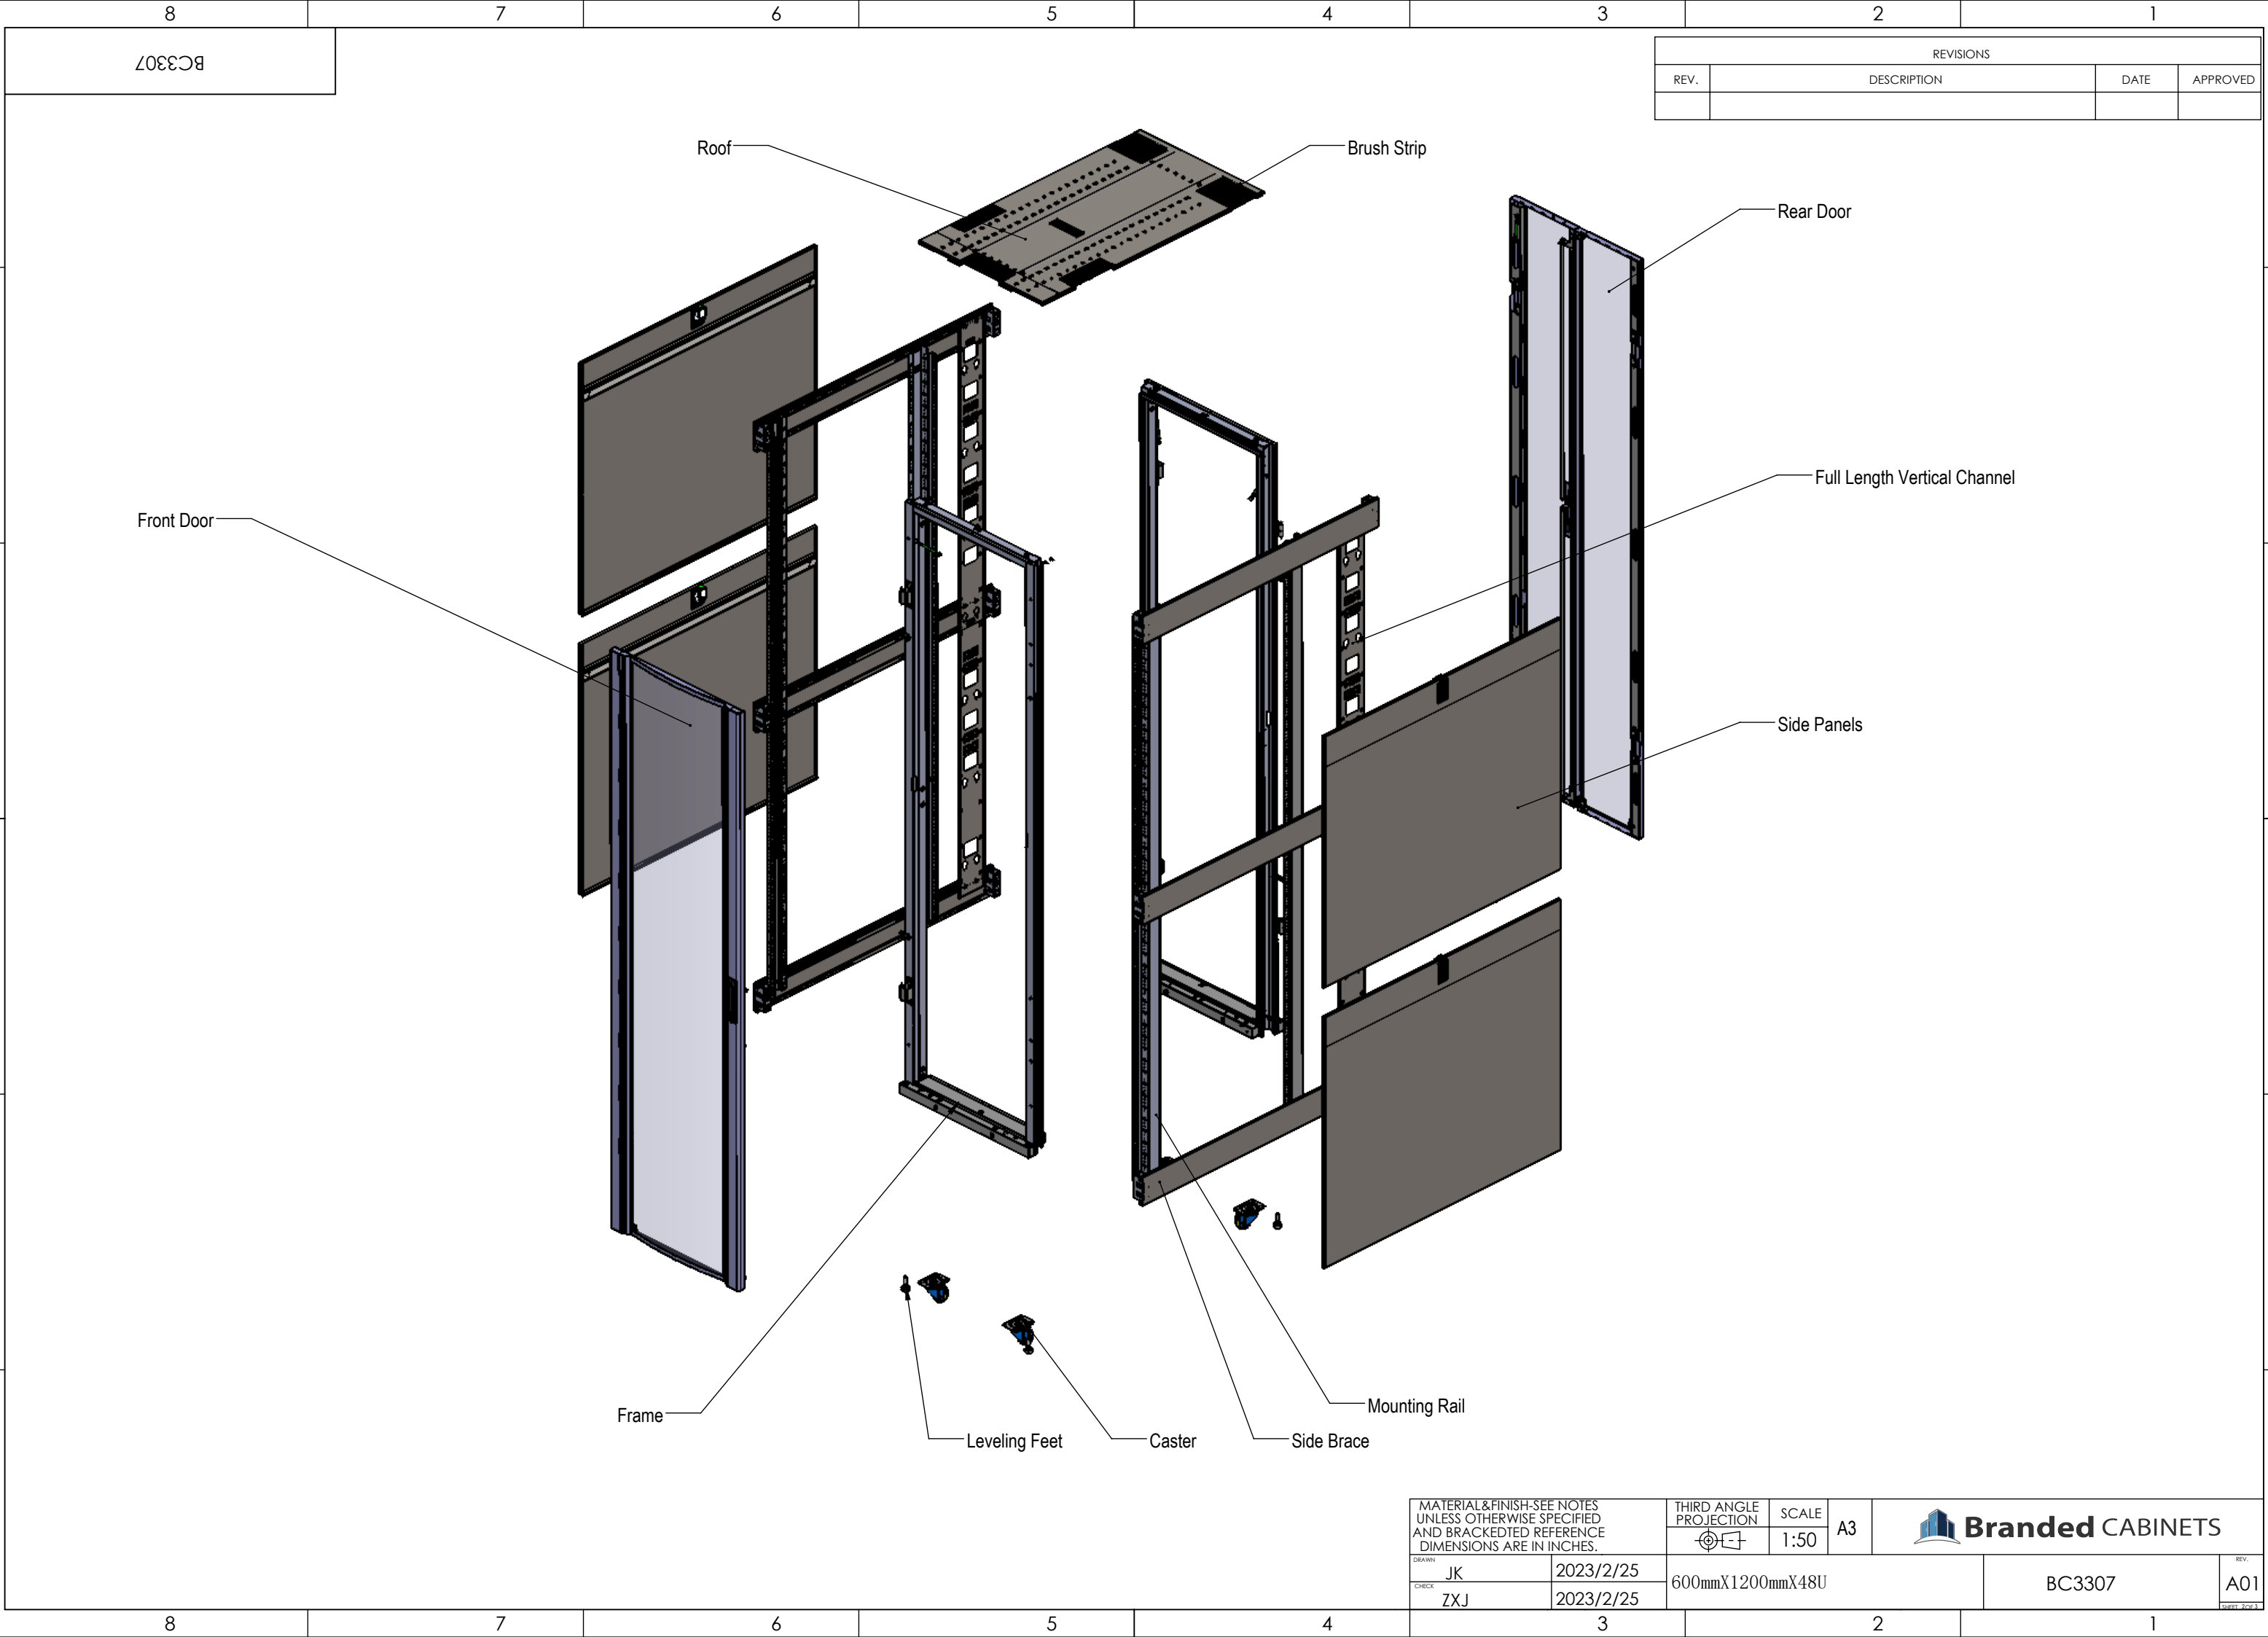 8 7 6 5 4 3 2 1
BC3307
REVISIONS
REV. DESCRIPTION DATE APPROVED
Roof
Brush Strip
Rear Door
Full Length Vertical Channel
Front Door
Side Panels
Mounting Rail
Frame
Leveling Feet
Caster
Side Brace
MATERIAL&FINISH-SEE NOTES
UNLESS OTHERWISE SPECIFIED
AND BRACKEDTED REFERENCE
DIMENSIONS ARE IN INCHES.
THIRD ANGLE
PROJECTION
SCALE
1:50
A3
Branded CABINETS
DRAWN
JK 2023/2/25
CHECK
ZXJ 2023/2/25
600mmX1200mmX48U
BC3307
REV.
A01
SHEET 2 OF 3
8 7 6 5 4 3 2 1